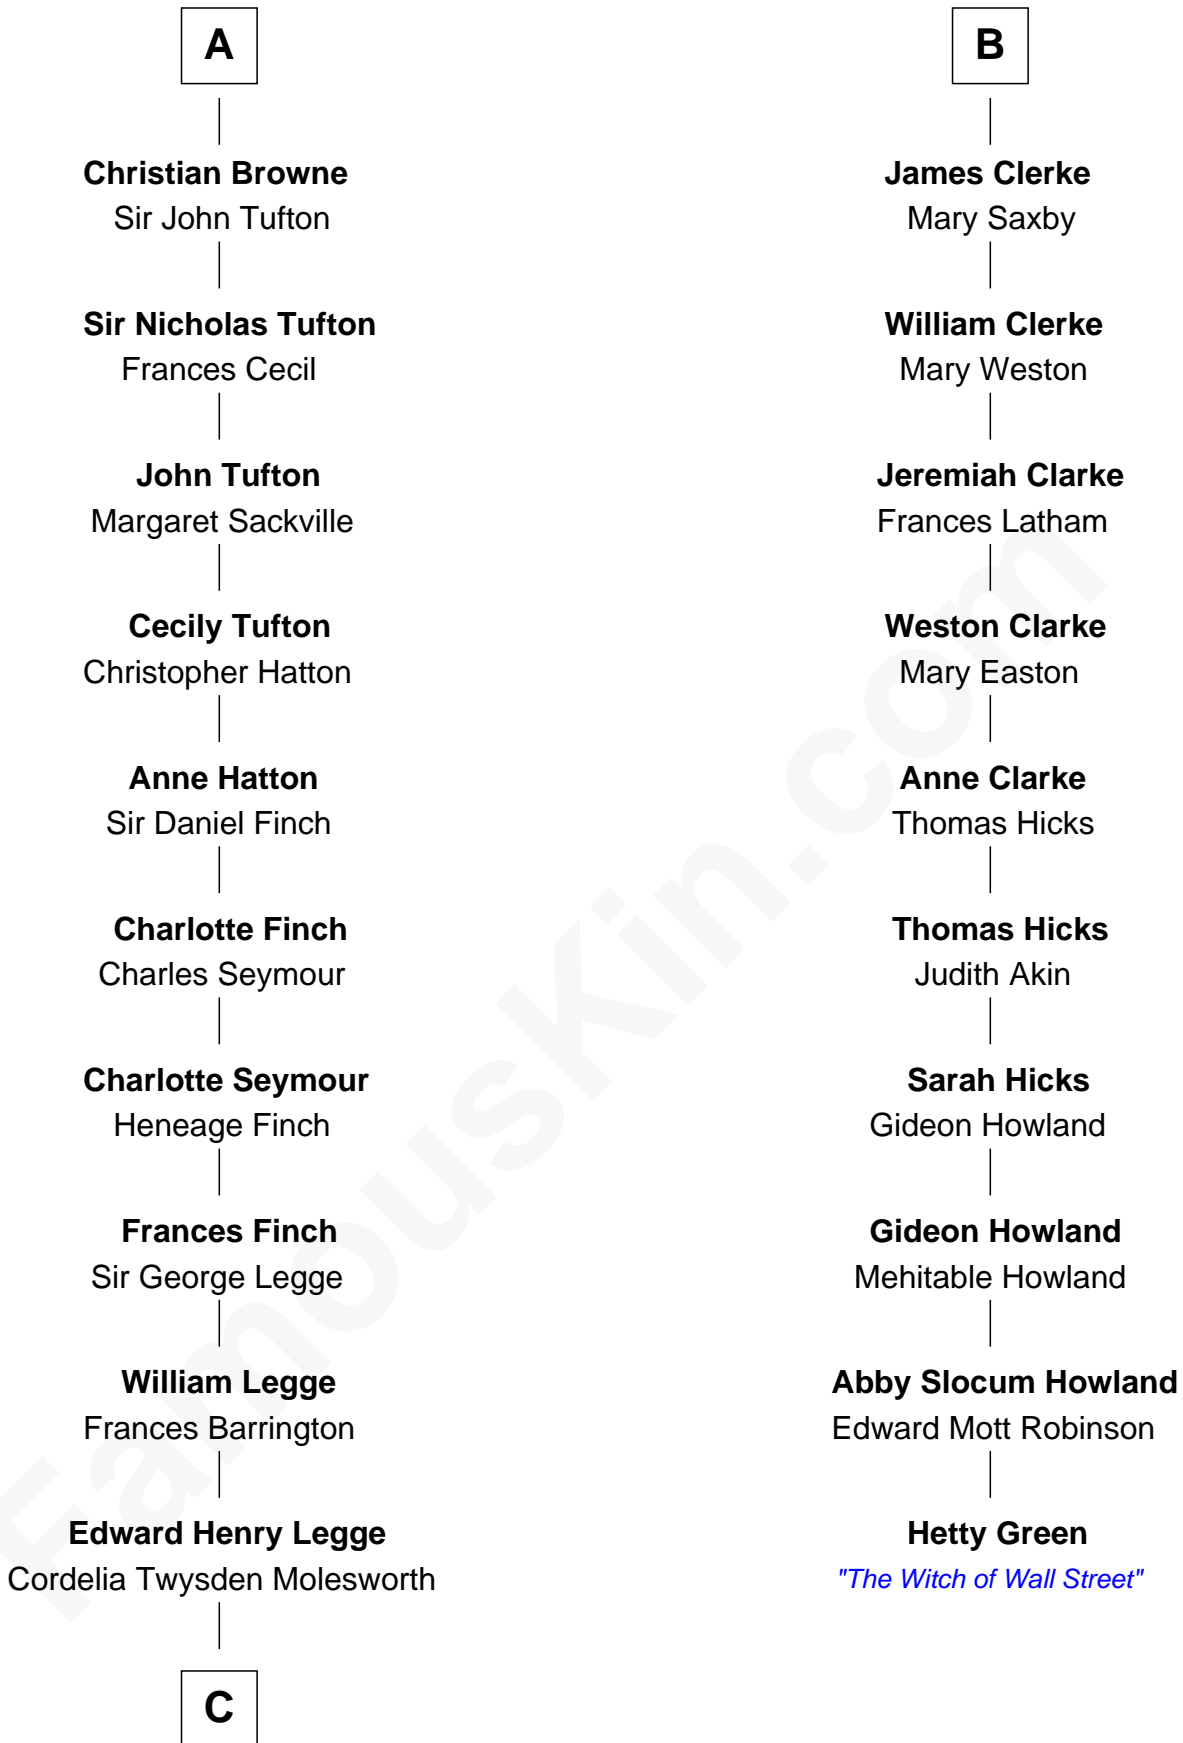 A
Christian Browne
Sir John Tufton
Sir Nicholas Tufton
Frances Cecil
John Tufton
Margaret Sackville
Cecily Tufton
Christopher Hatton
Anne Hatton
Sir Daniel Finch
Charlotte Finch
Charles Seymour
Charlotte Seymour
Heneage Finch
Frances Finch
Sir George Legge
William Legge
Frances Barrington
Edward Henry Legge
Cordelia Twysden Molesworth
C
B
James Clerke
Mary Saxby
William Clerke
Mary Weston
Jeremiah Clarke
Frances Latham
Weston Clarke
Mary Easton
Anne Clarke
Thomas Hicks
Thomas Hicks
Judith Akin
Sarah Hicks
Gideon Howland
Gideon Howland
Mehitable Howland
Abby Slocum Howland
Edward Mott Robinson
Hetty Green
"The Witch of Wall Street"
FamousKin.com